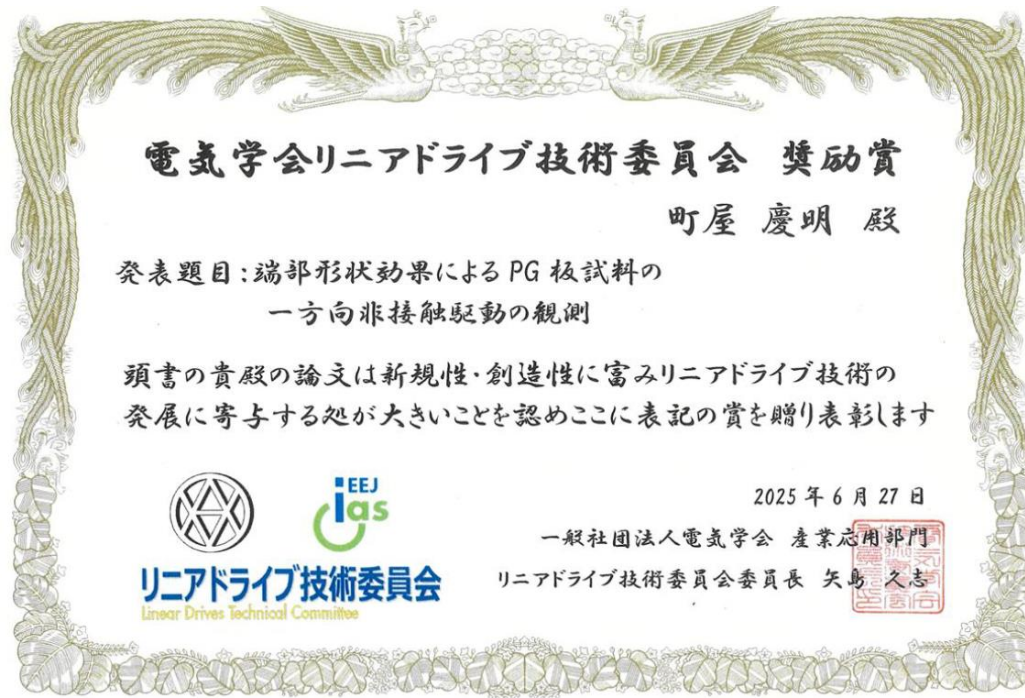 電気学会リニアドライブ技術委員会 奨励賞
町屋 慶明 殿
発表題目:端部形状効果による PG 板試料の
一方向非接触駆動の観測
頭書の貴殿の論文は新規性・創造性に富みリニアドライブ技術の
発展に寄与する処が大きいことを認めここに表記の賞を贈り表彰します
IEEJ
ias
リニアドライブ技術委員会
Linear Drives Technical Committee
2025 年 6 月 27 日
一般社団法人電気学会 産業応用部門
リニアドライブ技術委員会委員長 矢島 久志